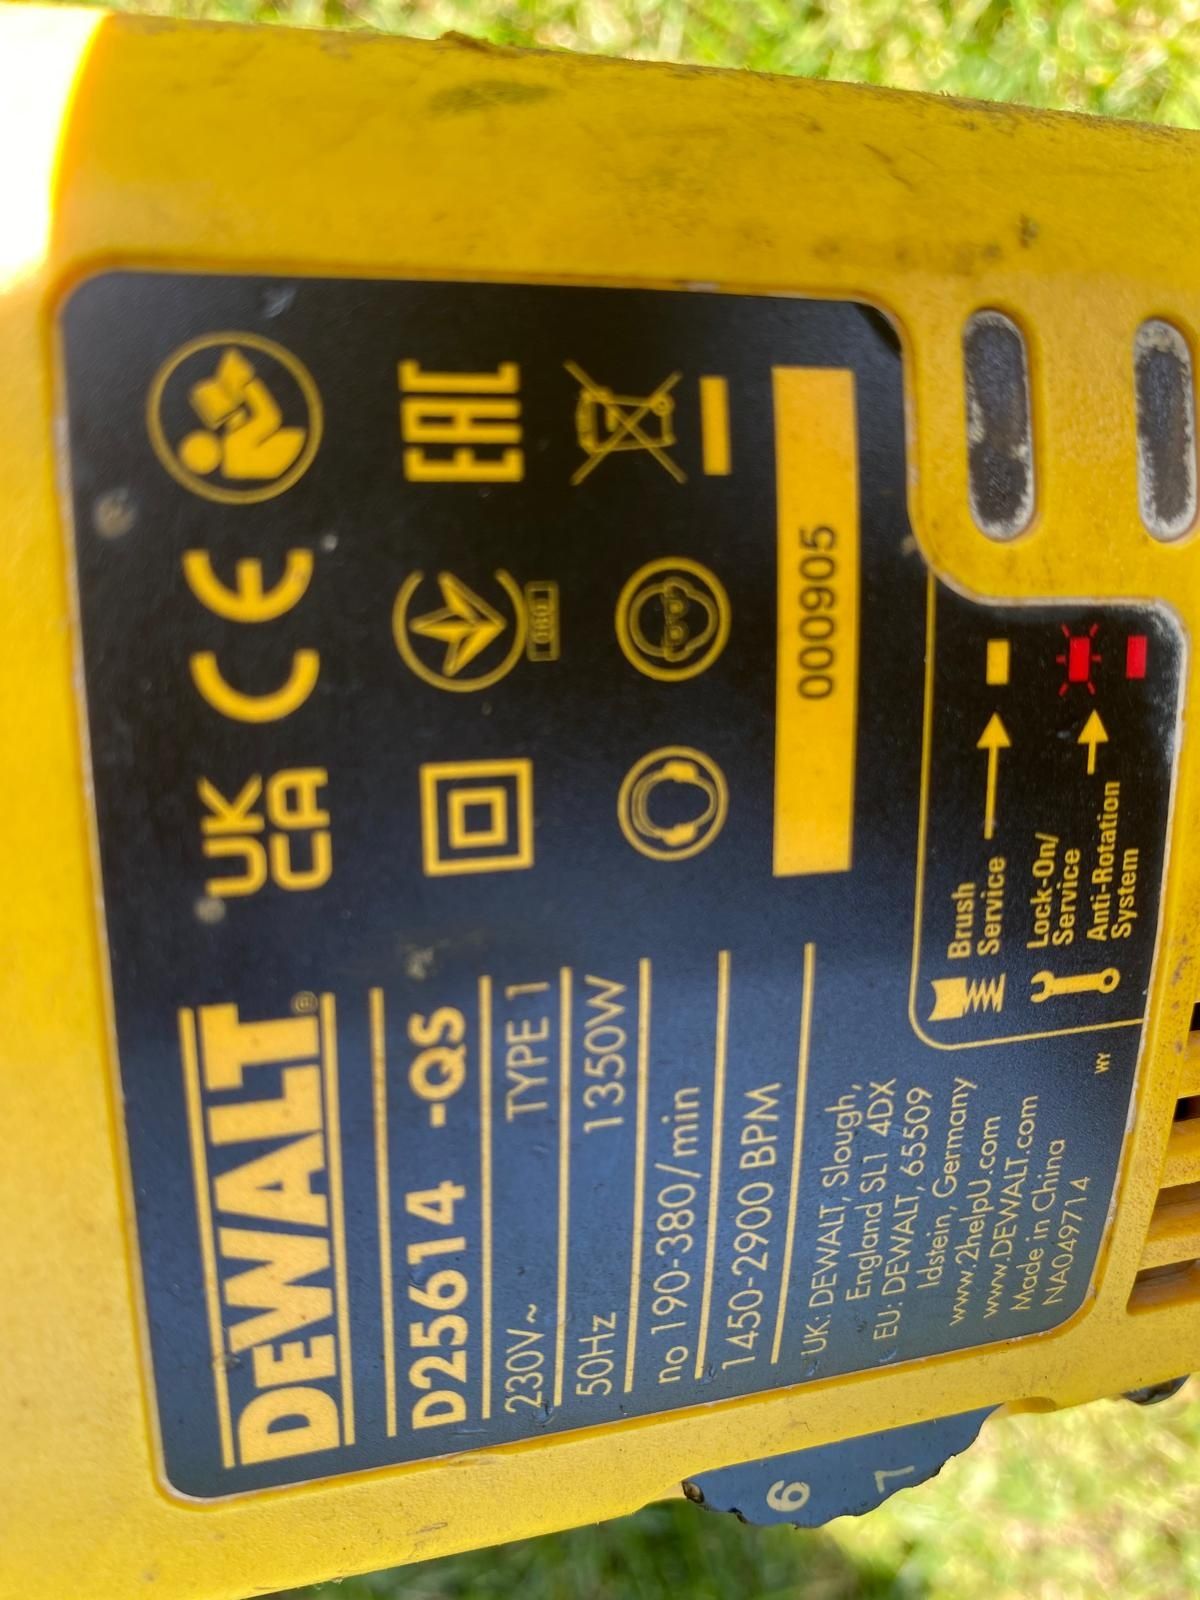 DEWALT®
D25614 -QS
230V~ TYPE 1
50Hz 1350W
no 190-380/min
1450-2900 BPM
UK: DEWALT, Slough,
England SL1 4DX
EU: DEWALT, 65509
Idstein, Germany
www.2helpU.com
www.DEWALT.com
Made in China
NA049714
WY
UK
CA
CE
EAC
080
000905
Brush
Service
Lock-On/
Service
Anti-Rotation
System
6
7